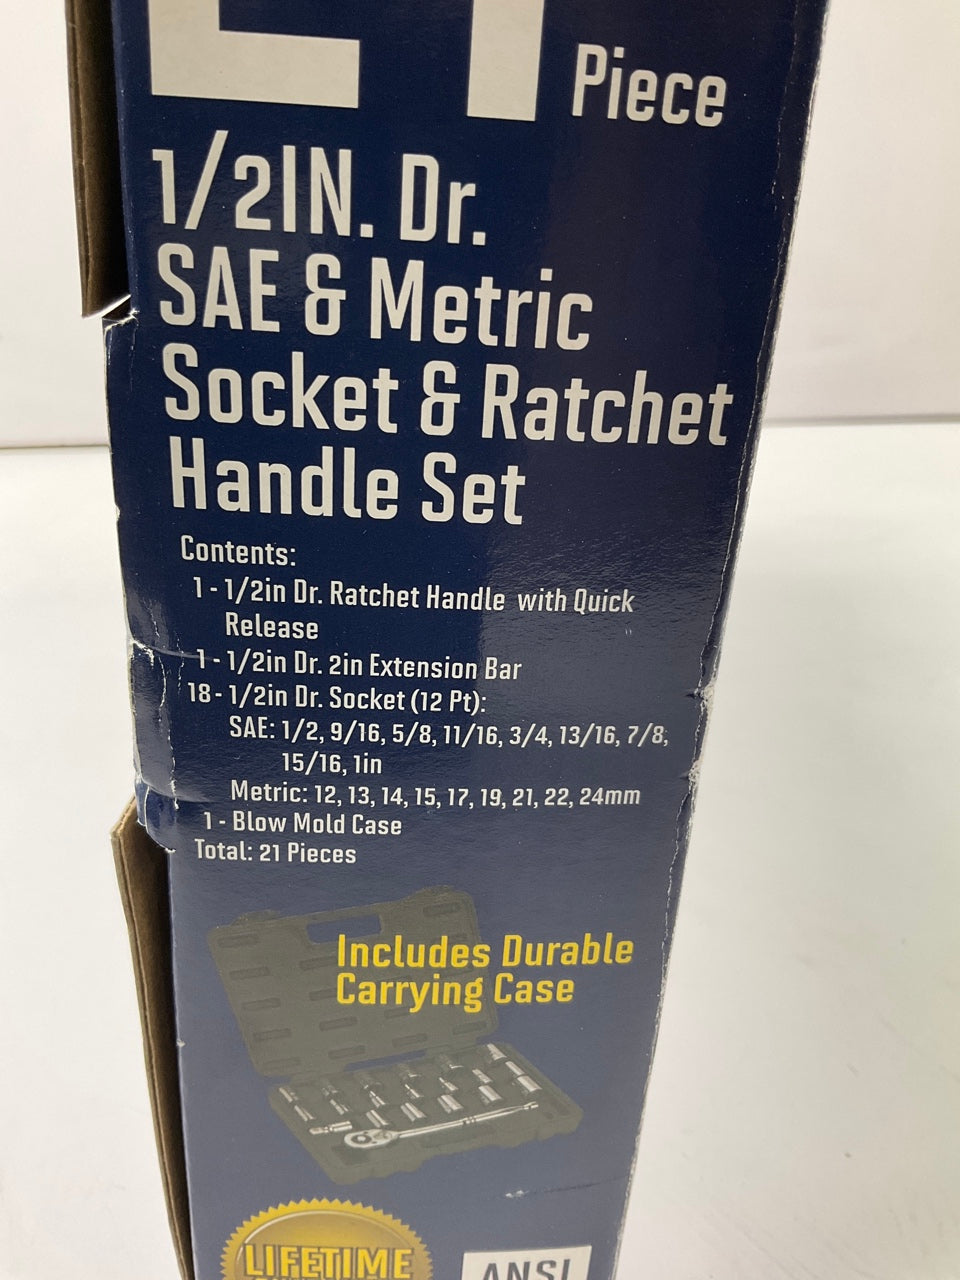 21 Piece
1/2IN. Dr.
SAE & Metric
Socket & Ratchet
Handle Set
Contents:
1 - 1/2in Dr. Ratchet Handle with Quick
Release
1 - 1/2in Dr. 2in Extension Bar
18 - 1/2in Dr. Socket (12 Pt):
SAE: 1/2, 9/16, 5/8, 11/16, 3/4, 13/16, 7/8,
15/16, 1in
Metric: 12, 13, 14, 15, 17, 19, 21, 22, 24mm
1 - Blow Mold Case
Total: 21 Pieces
Includes Durable
Carrying Case
LIFETIME
ANSI